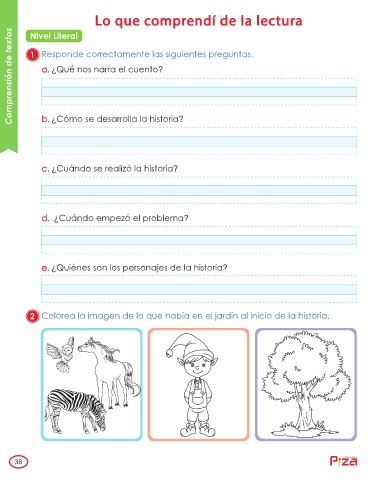 Lo que comprendí de la lectura
Comprensión de textos
Nivel Literal
1 Responde correctamente las siguientes preguntas.
a. ¿Qué nos narra el cuento?
b. ¿Cómo se desarrolla la historia?
c. ¿Cuándo se realizó la historia?
d. ¿Cuándo empezó el problema?
e. ¿Quiénes son los personajes de la historia?
2 Colorea la imagen de lo que había en el jardín al inicio de la historia.
38